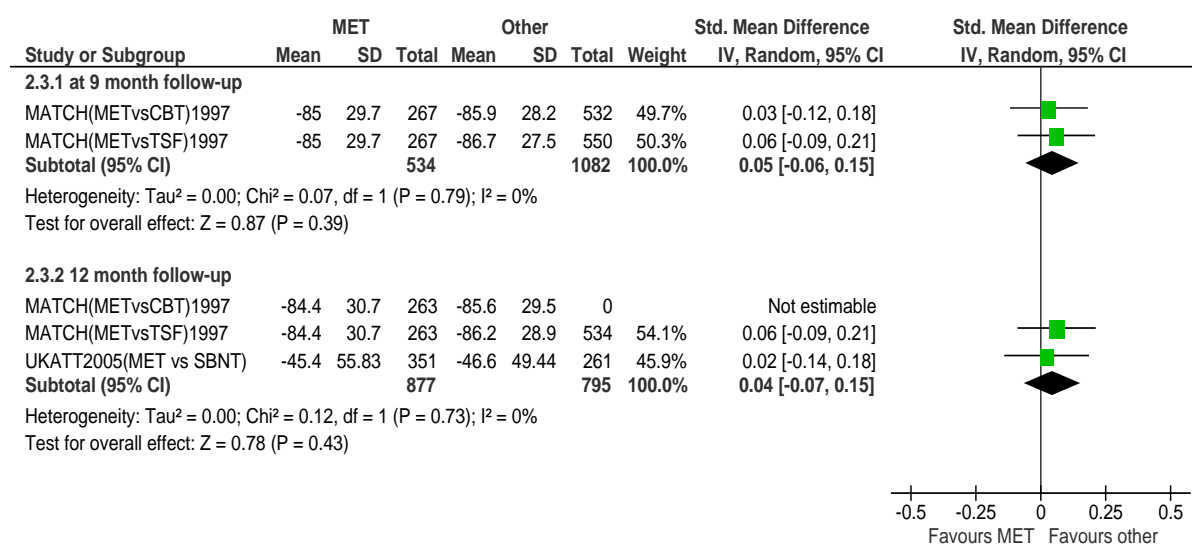 MET Other Std. Mean Difference Std. Mean Difference
Study or Subgroup Mean SD Total Mean SD Total Weight IV, Random, 95% CI IV, Random, 95% CI
2.3.1 at 9 month follow-up
MATCH(METvsCBT)1997 -85 29.7 267 -85.9 28.2 532 49.7% 0.03 [-0.12, 0.18]
MATCH(METvsTSF)1997 -85 29.7 267 -86.7 27.5 550 50.3% 0.06 [-0.09, 0.21]
Subtotal (95% CI) 534 1082 100.0% 0.05 [-0.06, 0.15]
Heterogeneity: Tau² = 0.00; Chi² = 0.07, df = 1 (P = 0.79); I² = 0%
Test for overall effect: Z = 0.87 (P = 0.39)
2.3.2 12 month follow-up
MATCH(METvsCBT)1997 -84.4 30.7 263 -85.6 29.5 0 Not estimable
MATCH(METvsTSF)1997 -84.4 30.7 263 -86.2 28.9 534 54.1% 0.06 [-0.09, 0.21]
UKATT2005(MET vs SBNT) -45.4 55.83 351 -46.6 49.44 261 45.9% 0.02 [-0.14, 0.18]
Subtotal (95% CI) 877 795 100.0% 0.04 [-0.07, 0.15]
Heterogeneity: Tau² = 0.00; Chi² = 0.12, df = 1 (P = 0.73); I² = 0%
Test for overall effect: Z = 0.78 (P = 0.43)
-0.5 -0.25 0 0.25 0.5
Favours MET Favours other